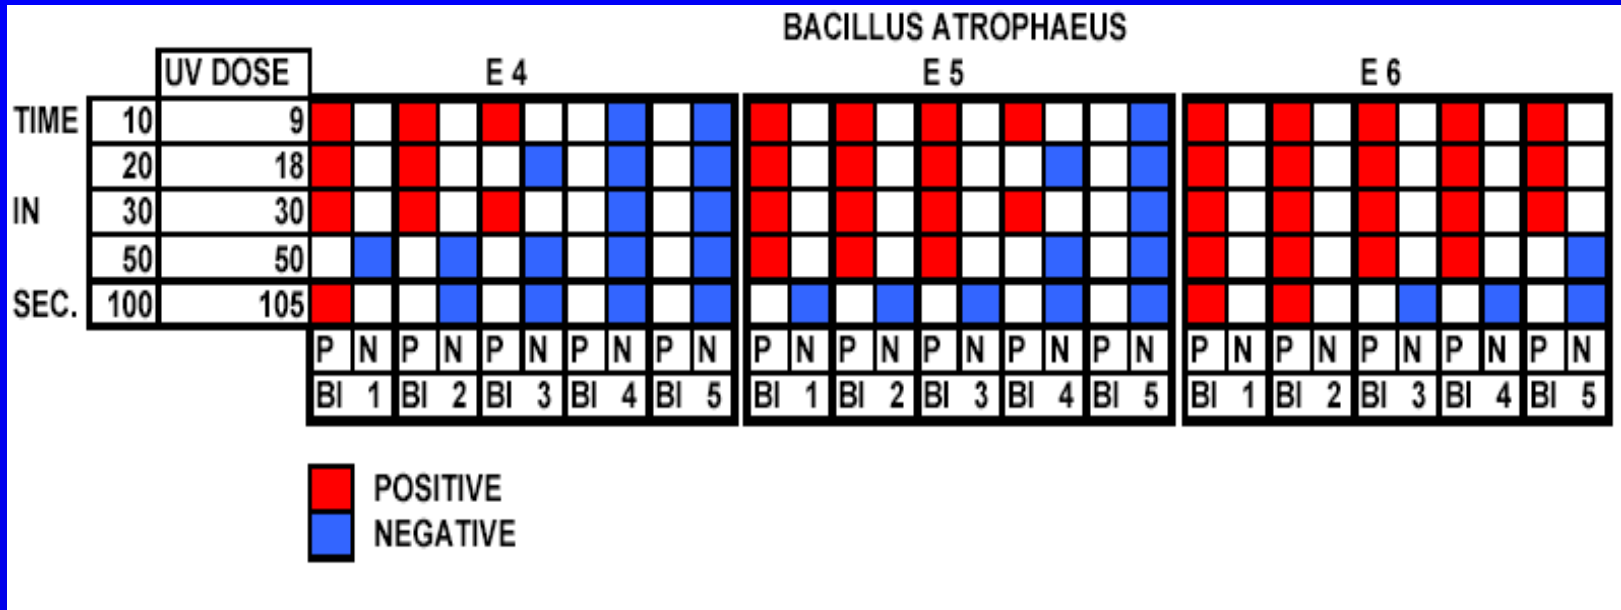 BACILLUS ATROPHAEUS
UV DOSE E 4 E 5 E 6
TIME 10 9
20 18
IN 30 30
50 50
SEC. 100 105
P N P N P N P N P N P N P N P N P N P N P N P N P N P N P N
BI 1 BI 2 BI 3 BI 4 BI 5 BI 1 BI 2 BI 3 BI 4 BI 5 BI 1 BI 2 BI 3 BI 4 BI 5
POSITIVE
NEGATIVE